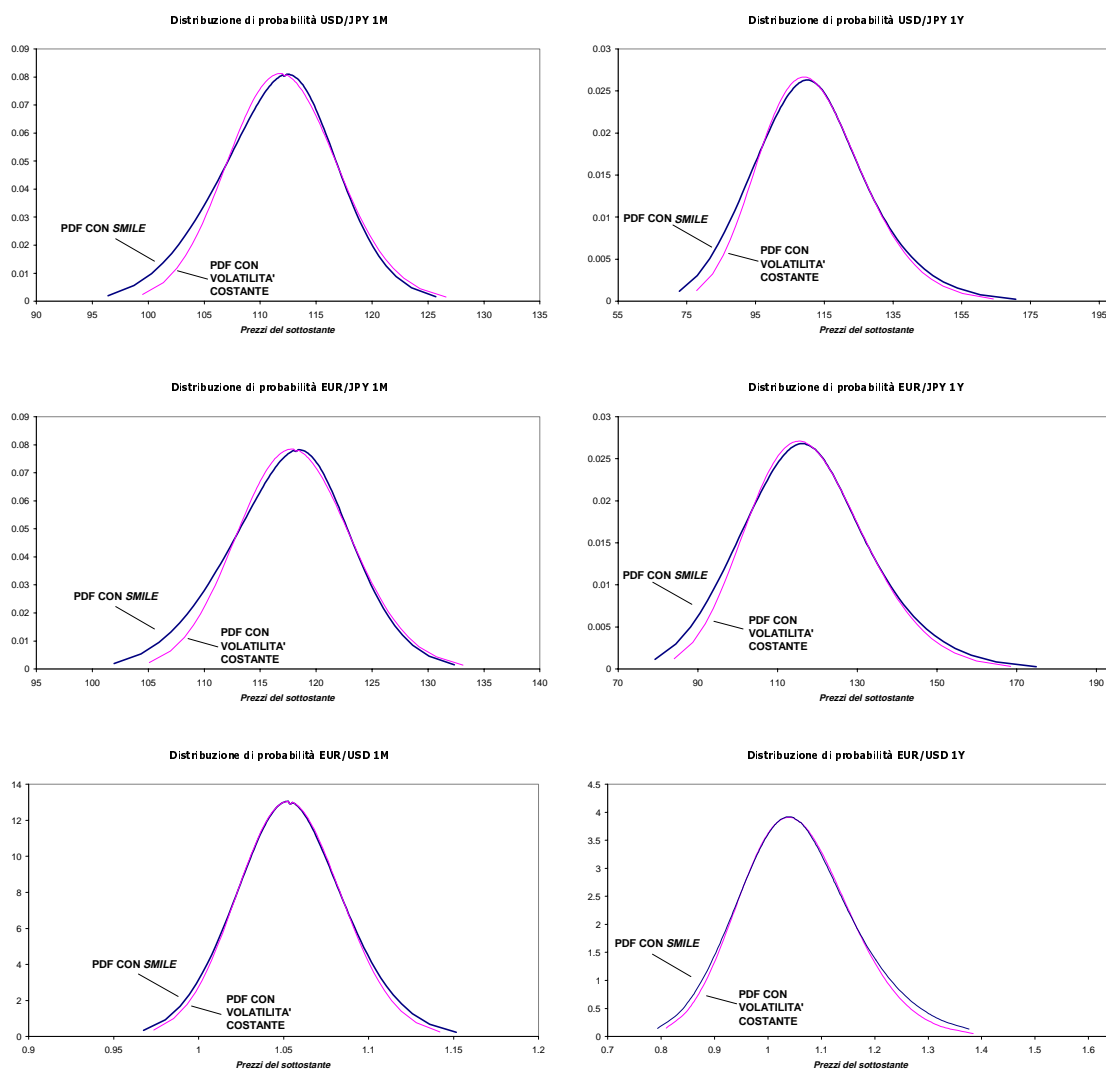 Distribuzione di probabilità USD/JPY 1M
0.09
0.08
0.07
0.06
0.05
0.04
0.03
0.02
0.01
0
PDF CON SMILE
PDF CON
VOLATILITA'
COSTANTE
90 95 100 105 110 115 120 125 130 135
Prezzi del sottostante
Distribuzione di probabilità USD/JPY 1Y
0.03
0.025
0.02
0.015
0.01
0.005
0
PDF CON SMILE
PDF CON
VOLATILITA'
COSTANTE
55 75 95 115 135 155 175 195
Prezzi del sottostante
Distribuzione di probabilità EUR/JPY 1M
0.09
0.08
0.07
0.06
0.05
0.04
0.03
0.02
0.01
0
PDF CON SMILE
PDF CON
VOLATILITA'
COSTANTE
95 100 105 110 115 120 125 130 135 140
Prezzi del sottostante
Distribuzione di probabilità EUR/JPY 1Y
0.03
0.025
0.02
0.015
0.01
0.005
0
PDF CON SMILE
PDF CON
VOLATILITA'
COSTANTE
70 90 110 130 150 170 190
Prezzi del sottostante
Distribuzione di probabilità EUR/USD 1M
14
12
10
8
6
4
2
0
PDF CON SMILE
PDF CON
VOLATILITA'
COSTANTE
0.9 0.95 1 1.05 1.1 1.15 1.2
Prezzi del sottostante
Distribuzione di probabilità EUR/USD 1Y
4.5
4
3.5
3
2.5
2
1.5
1
0.5
0
PDF CON SMILE
PDF CON
VOLATILITA'
COSTANTE
0.7 0.8 0.9 1 1.1 1.2 1.3 1.4 1.5 1.6
Prezzi del sottostante